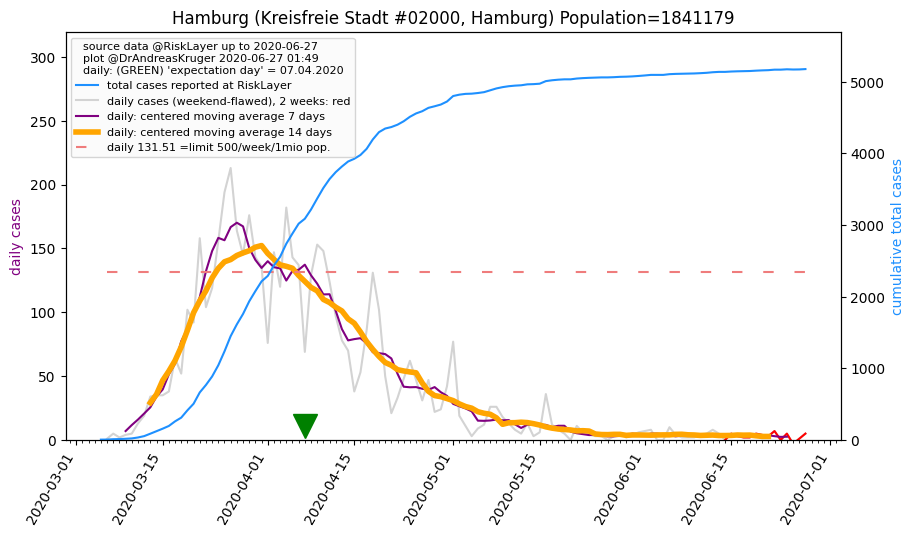 Hamburg (Kreisfreie Stadt #02000, Hamburg) Population=1841179
source data @RiskLayer up to 2020-06-27
plot @DrAndreasKruger 2020-06-27 01:49
daily: (GREEN) 'expectation day' = 07.04.2020
total cases reported at RiskLayer
daily cases (weekend-flawed), 2 weeks: red
daily: centered moving average 7 days
daily: centered moving average 14 days
daily 131.51 =limit 500/week/1mio pop.
daily cases
300
250
200
150
100
50
0
cumulative total cases
5000
4000
3000
2000
1000
0
2020-03-01
2020-03-15
2020-04-01
2020-04-15
2020-05-01
2020-05-15
2020-06-01
2020-06-15
2020-07-01